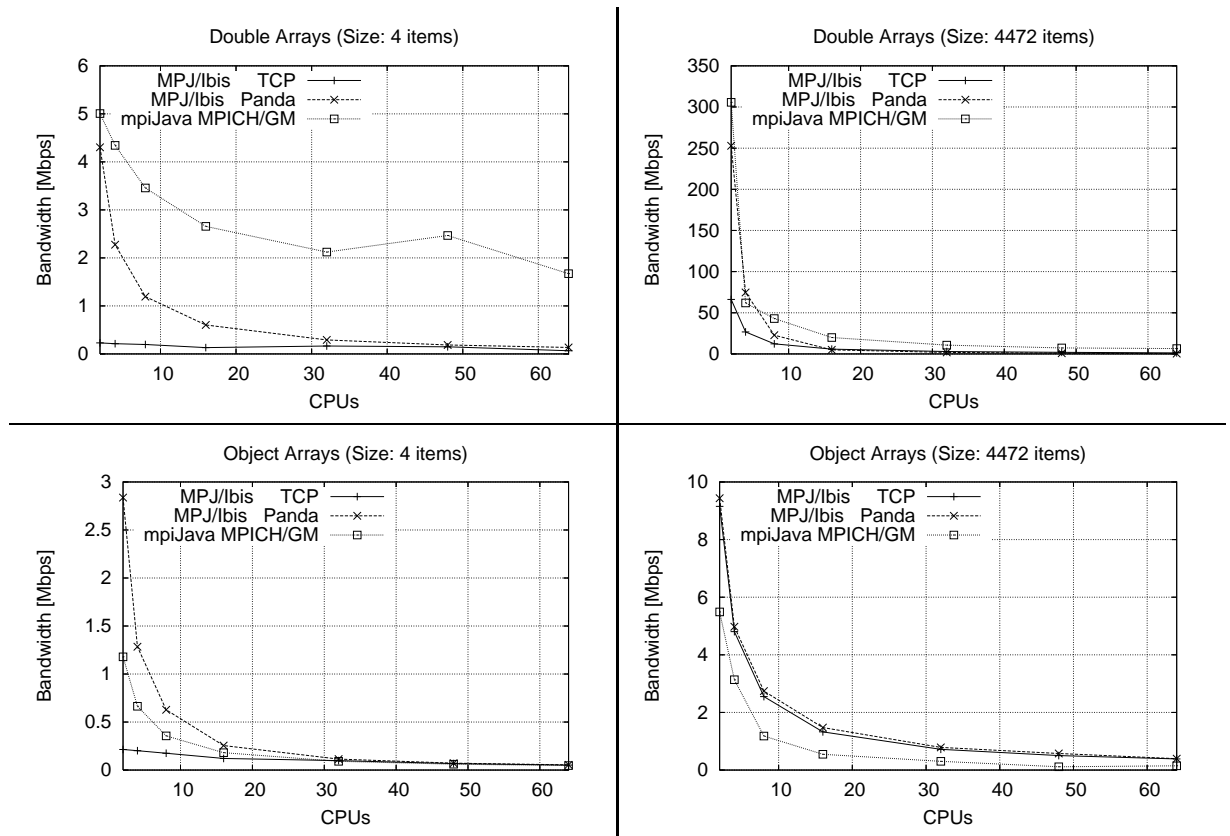 Double Arrays (Size: 4 items)
6
5
4
3
2
1
0
Bandwidth [Mbps]
MPJ/Ibis TCP
MPJ/Ibis Panda
mpiJava MPICH/GM
10 20 30 40 50 60
CPUs
Double Arrays (Size: 4472 items)
350
300
250
200
150
100
50
0
Bandwidth [Mbps]
MPJ/Ibis TCP
MPJ/Ibis Panda
mpiJava MPICH/GM
10 20 30 40 50 60
CPUs
Object Arrays (Size: 4 items)
3
2.5
2
1.5
1
0.5
0
Bandwidth [Mbps]
MPJ/Ibis TCP
MPJ/Ibis Panda
mpiJava MPICH/GM
10 20 30 40 50 60
CPUs
Object Arrays (Size: 4472 items)
10
8
6
4
2
0
Bandwidth [Mbps]
MPJ/Ibis TCP
MPJ/Ibis Panda
mpiJava MPICH/GM
10 20 30 40 50 60
CPUs